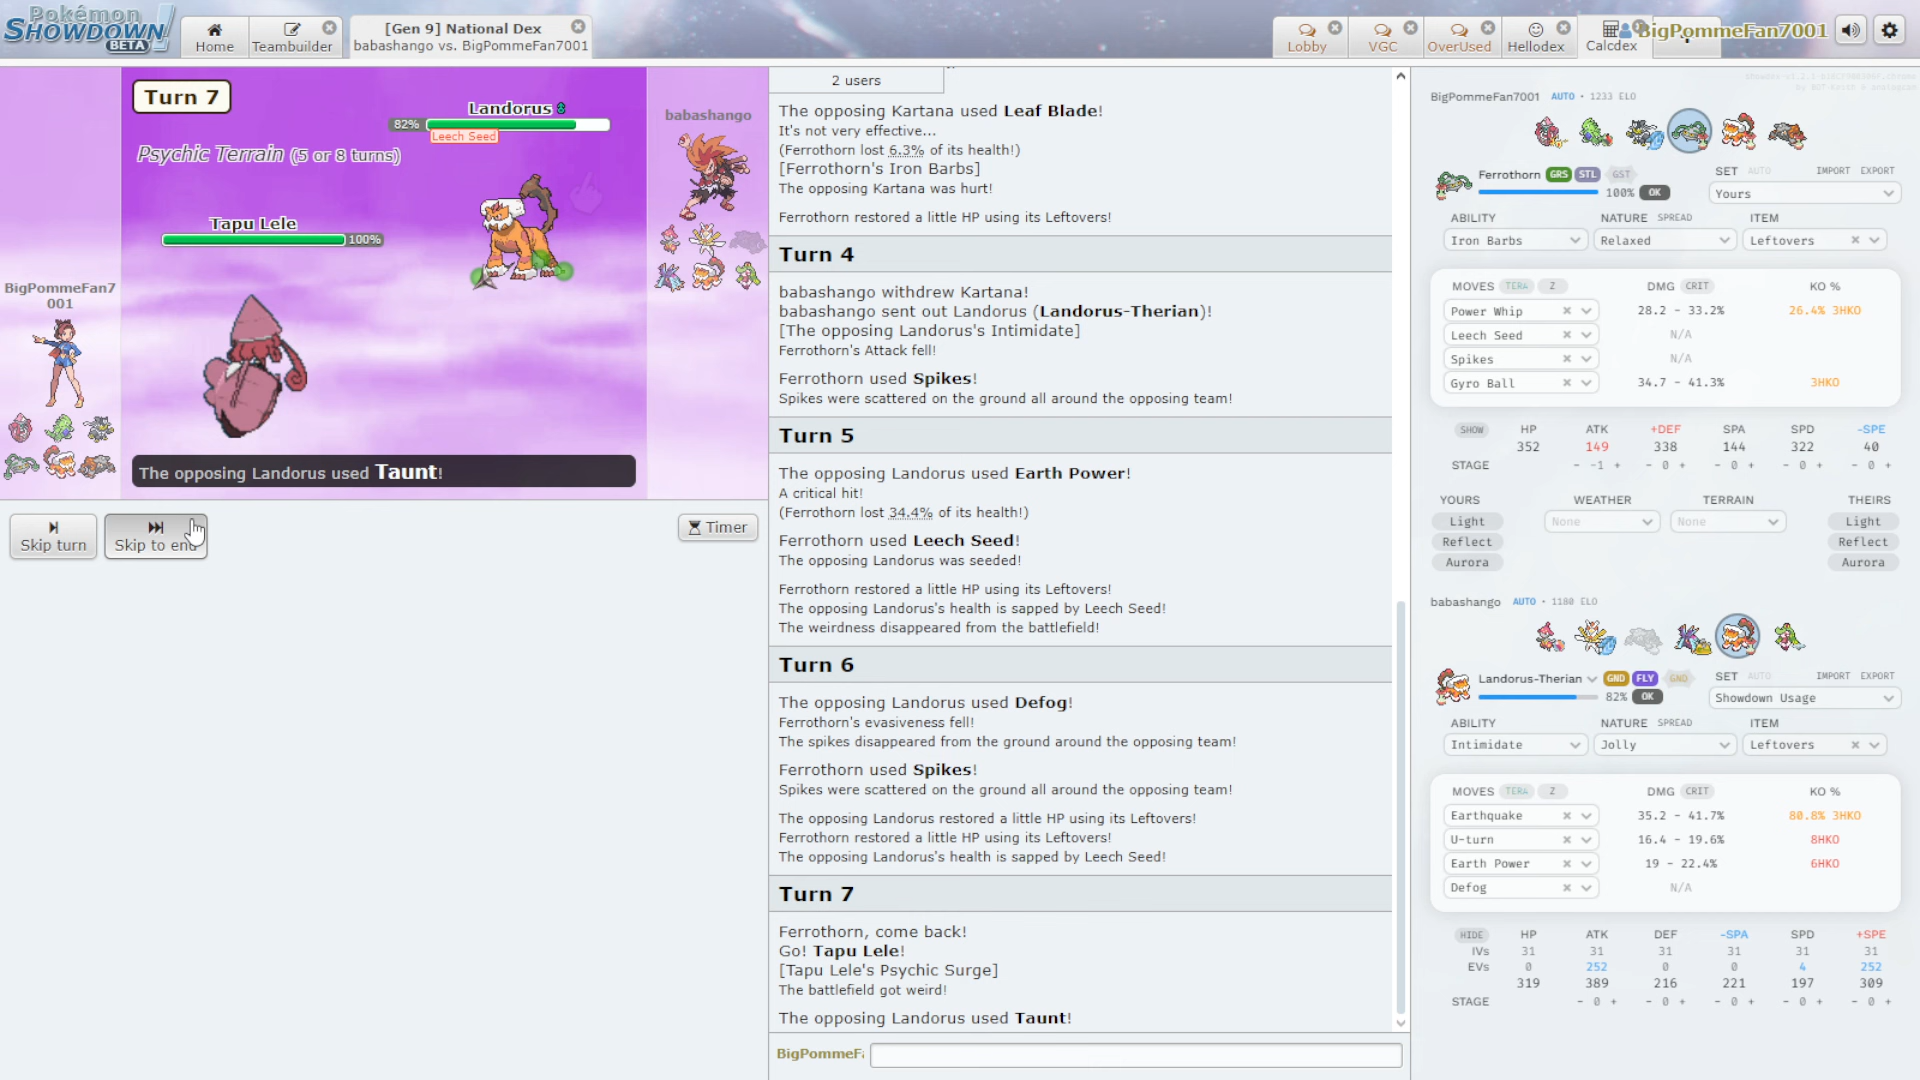 Pokémon
SHOWDOWN!
BETA
Home
Teambuilder
[Gen 9] National Dex
babashango vs. BigPommeFan7001
Lobby
VGC
OverUsed
Hellodex
Calcdex
BigPommeFan7001
Turn 7
Landorus
82%
Leech Seed
Psychic Terrain (5 or 8 turns)
Tapu Lele
100%
babashango
BigPommeFan7
001
The opposing Landorus used Taunt!
Skip turn
Skip to end
Timer
2 users
The opposing Kartana used Leaf Blade!
It's not very effective...
(Ferrothorn lost 6.3% of its health!)
[Ferrothorn's Iron Barbs]
The opposing Kartana was hurt!
Ferrothorn restored a little HP using its Leftovers!
Turn 4
babashango withdrew Kartana!
babashango sent out Landorus (Landorus-Therian)!
[The opposing Landorus's Intimidate]
Ferrothorn's Attack fell!
Ferrothorn used Spikes!
Spikes were scattered on the ground all around the opposing team!
Turn 5
The opposing Landorus used Earth Power!
A critical hit!
(Ferrothorn lost 34.4% of its health!)
Ferrothorn used Leech Seed!
The opposing Landorus was seeded!
Ferrothorn restored a little HP using its Leftovers!
The opposing Landorus's health is sapped by Leech Seed!
The weirdness disappeared from the battlefield!
Turn 6
The opposing Landorus used Defog!
Ferrothorn's evasiveness fell!
The spikes disappeared from the ground around the opposing team!
Ferrothorn used Spikes!
Spikes were scattered on the ground all around the opposing team!
The opposing Landorus restored a little HP using its Leftovers!
Ferrothorn restored a little HP using its Leftovers!
The opposing Landorus's health is sapped by Leech Seed!
Turn 7
Ferrothorn, come back!
Go! Tapu Lele!
[Tapu Lele's Psychic Surge]
The battlefield got weird!
The opposing Landorus used Taunt!
BigPommeFa
BigPommeFan7001 AUTO • 1233 ELO
Ferrothorn GRS STL GST SET AUTO IMPORT EXPORT
100% OK Yours
ABILITY NATURE SPREAD ITEM
Iron Barbs Relaxed Leftovers
MOVES TERA Z DMG CRIT KO %
Power Whip 28.2 - 33.2% 26.4% 3HKO
Leech Seed N/A
Spikes N/A
Gyro Ball 34.7 - 41.3% 3HKO
SHOW HP ATK +DEF SPA SPD -SPE
352 149 338 144 322 40
STAGE - -1 + - 0 + - 0 + - 0 + - 0 +
YOURS WEATHER TERRAIN THEIRS
Light None None Light
Reflect Reflect
Aurora Aurora
babashango AUTO • 1180 ELO
Landorus-Therian GND FLY GND SET AUTO IMPORT EXPORT
82% OK Showdown Usage
ABILITY NATURE SPREAD ITEM
Intimidate Jolly Leftovers
MOVES TERA Z DMG CRIT KO %
Earthquake 35.2 - 41.7% 80.8% 3HKO
U-turn 16.4 - 19.6% 8HKO
Earth Power 19 - 22.4% 6HKO
Defog N/A
HIDE HP ATK DEF -SPA SPD +SPE
IVs 31 31 31 31 31 31
EVs 0 252 0 0 4 252
319 389 216 221 197 309
STAGE - 0 + - 0 + - 0 + - 0 + - 0 +